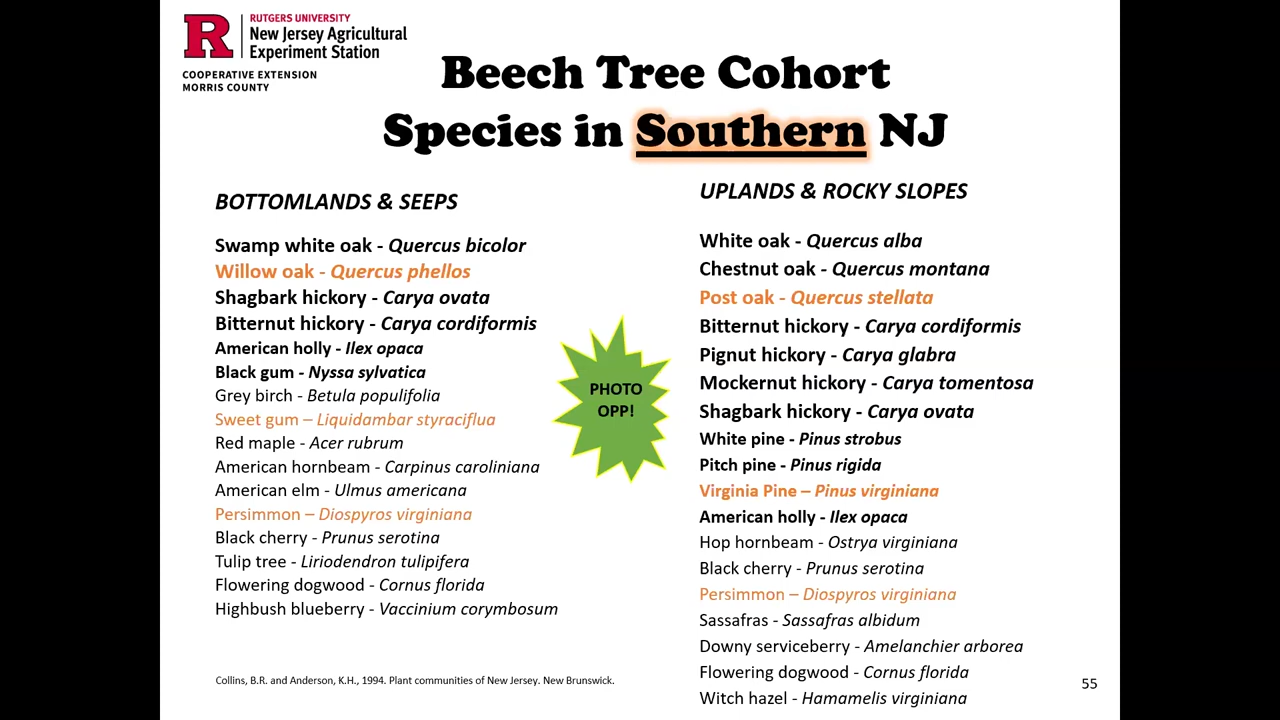 R
RUTGERS UNIVERSITY
New Jersey Agricultural
Experiment Station
COOPERATIVE EXTENSION
MORRIS COUNTY
Beech Tree Cohort
Species in Southern NJ
BOTTOMLANDS & SEEPS
Swamp white oak - Quercus bicolor
Willow oak - Quercus phellos
Shagbark hickory - Carya ovata
Bitternut hickory - Carya cordiformis
American holly - Ilex opaca
Black gum - Nyssa sylvatica
Grey birch - Betula populifolia
Sweet gum – Liquidambar styraciflua
Red maple - Acer rubrum
American hornbeam - Carpinus caroliniana
American elm - Ulmus americana
Persimmon – Diospyros virginiana
Black cherry - Prunus serotina
Tulip tree - Liriodendron tulipifera
Flowering dogwood - Cornus florida
Highbush blueberry - Vaccinium corymbosum
PHOTO
OPP!
UPLANDS & ROCKY SLOPES
White oak - Quercus alba
Chestnut oak - Quercus montana
Post oak - Quercus stellata
Bitternut hickory - Carya cordiformis
Pignut hickory - Carya glabra
Mockernut hickory - Carya tomentosa
Shagbark hickory - Carya ovata
White pine - Pinus strobus
Pitch pine - Pinus rigida
Virginia Pine – Pinus virginiana
American holly - Ilex opaca
Hop hornbeam - Ostrya virginiana
Black cherry - Prunus serotina
Persimmon – Diospyros virginiana
Sassafras - Sassafras albidum
Downy serviceberry - Amelanchier arborea
Flowering dogwood - Cornus florida
Witch hazel - Hamamelis virginiana
Collins, B.R. and Anderson, K.H., 1994. Plant communities of New Jersey. New Brunswick.
55